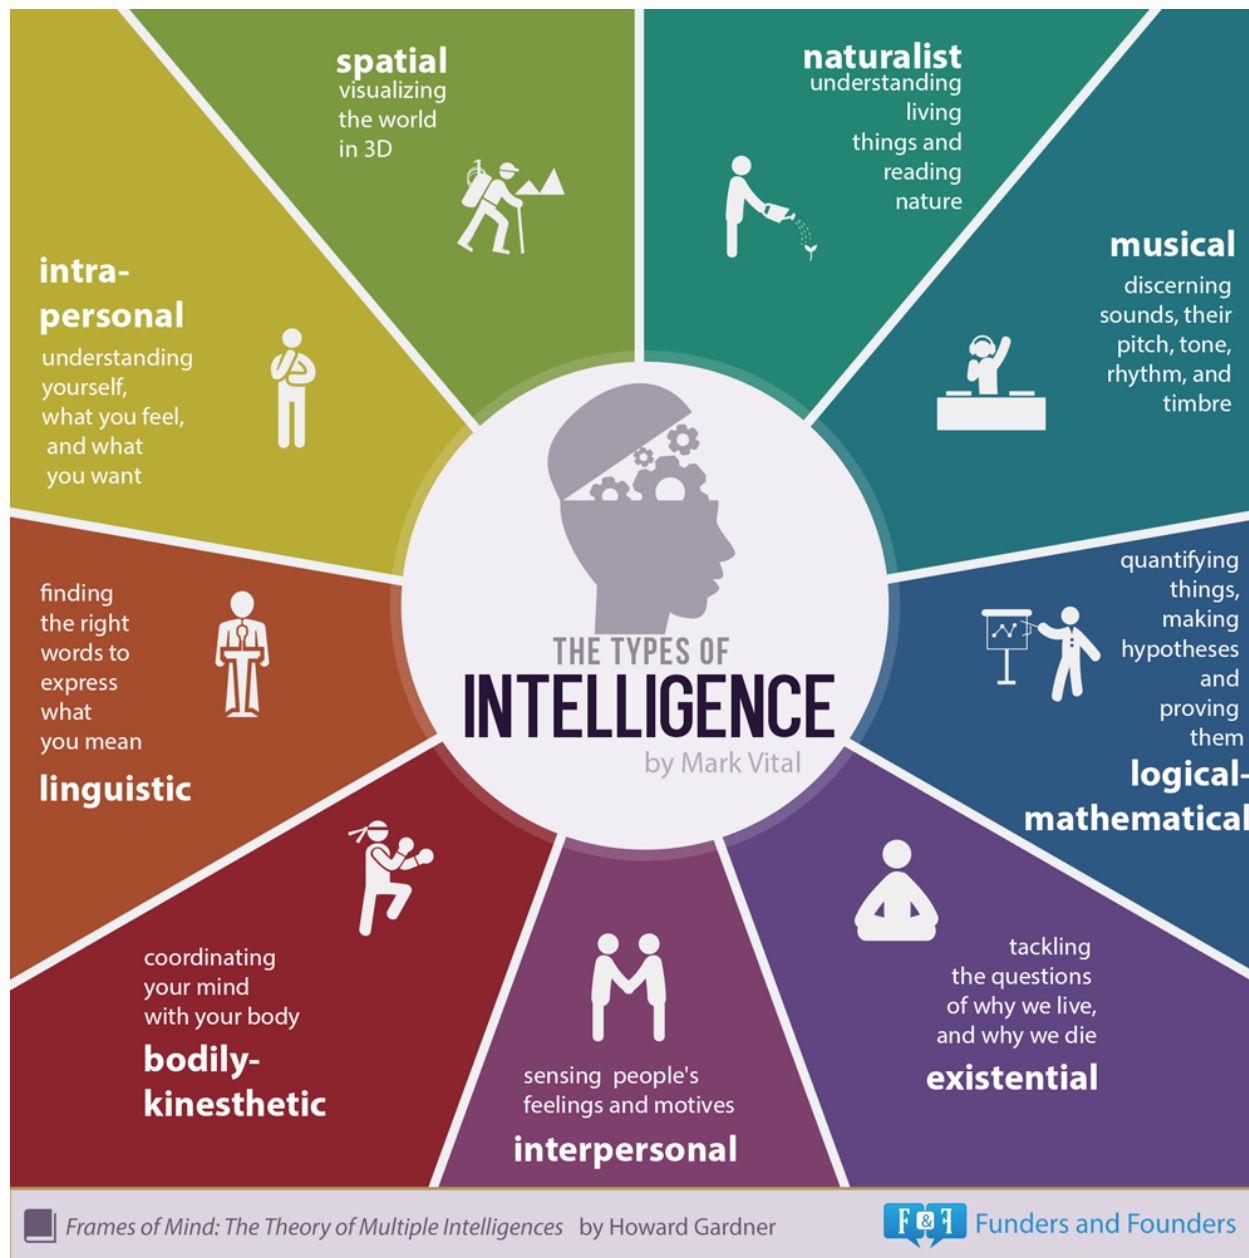 spatial
visualizing
the world
in 3D
naturalist
understanding
living
things and
reading
nature
musical
discerning
sounds, their
pitch, tone,
rhythm, and
timbre
quantifying
things,
making
hypotheses
and
proving
them
logical-
mathematical
tackling
the questions
of why we live,
and why we die
existential
sensing people's
feelings and motives
interpersonal
coordinating
your mind
with your body
bodily-
kinesthetic
finding
the right
words to
express
what
you mean
linguistic
intra-
personal
understanding
yourself,
what you feel,
and what
you want
THE TYPES OF
INTELLIGENCE
by Mark Vital
Frames of Mind: The Theory of Multiple Intelligences by Howard Gardner
F & F Funders and Founders